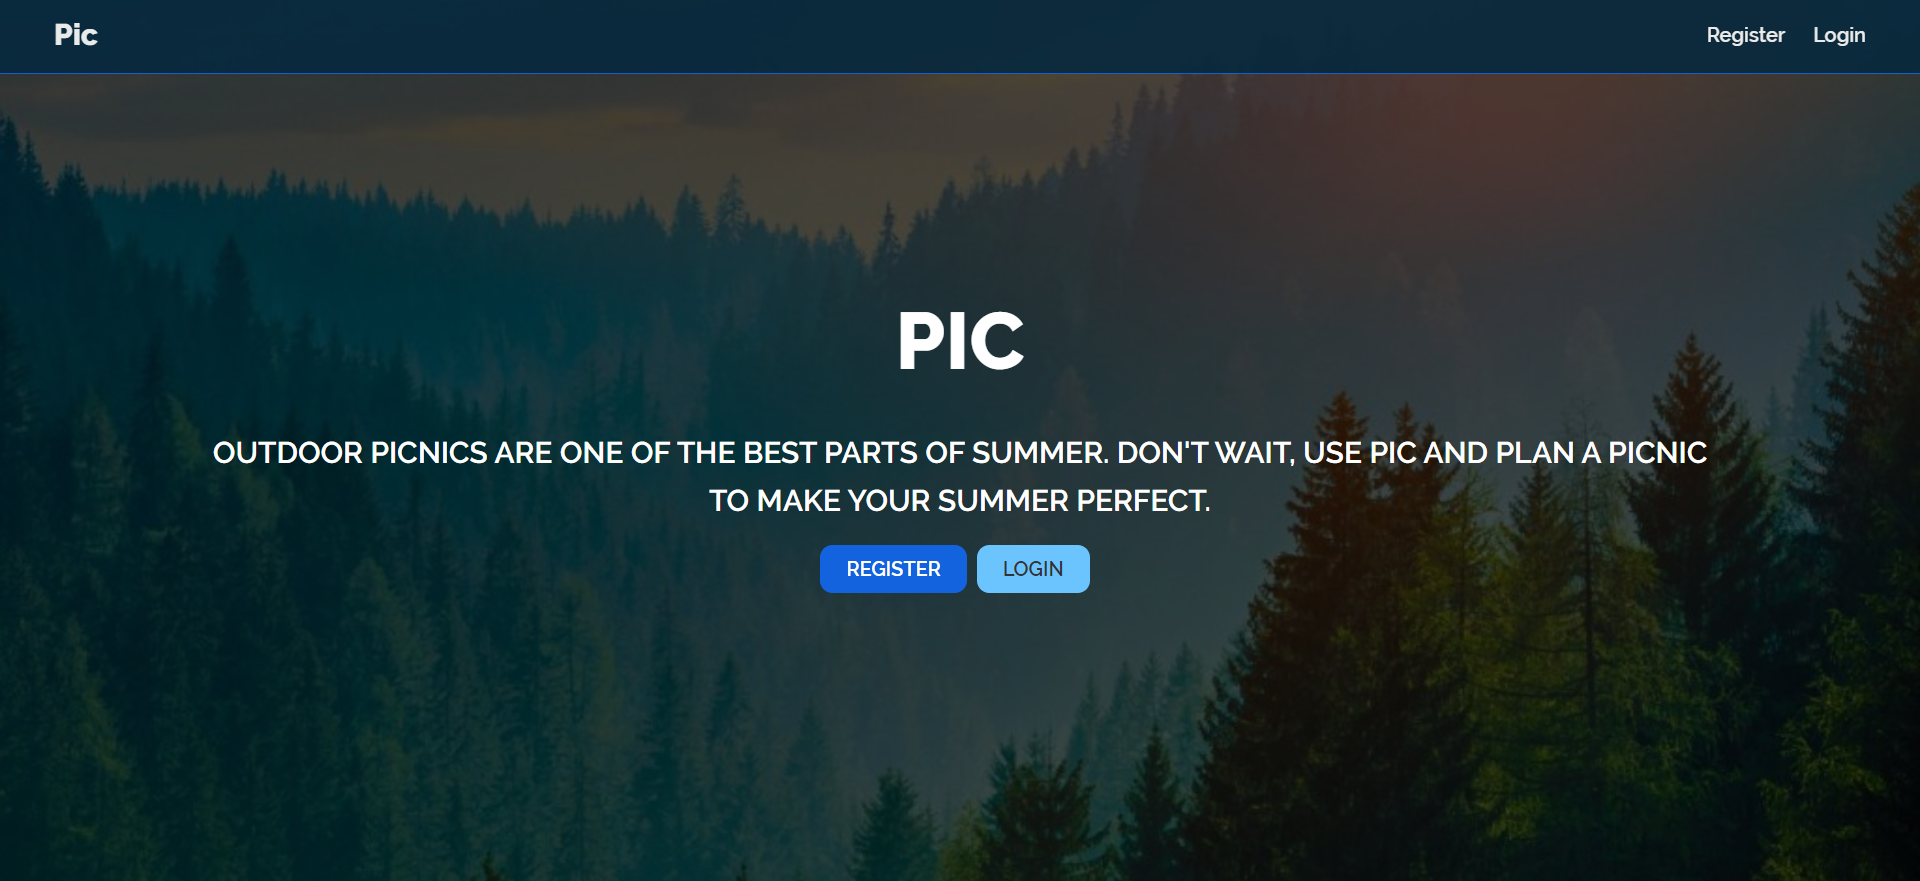 Pic
Register Login
PIC
OUTDOOR PICNICS ARE ONE OF THE BEST PARTS OF SUMMER. DON'T WAIT, USE PIC AND PLAN A PICNIC
TO MAKE YOUR SUMMER PERFECT.
REGISTER LOGIN